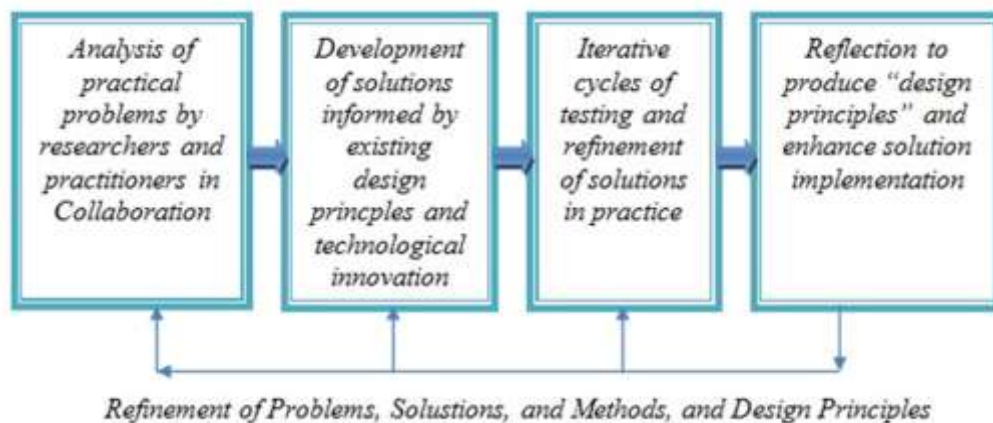 Analysis of
practical
problems by
researchers and
practitioners in
Collaboration
Development
of solutions
informed by
existing
design
princples and
technological
innovation
Iterative
cycles of
testing and
refinement
of solutions
in practice
Reflection to
produce “design
principles” and
enhance solution
implementation
Refinement of Problems, Solustions, and Methods, and Design Principles